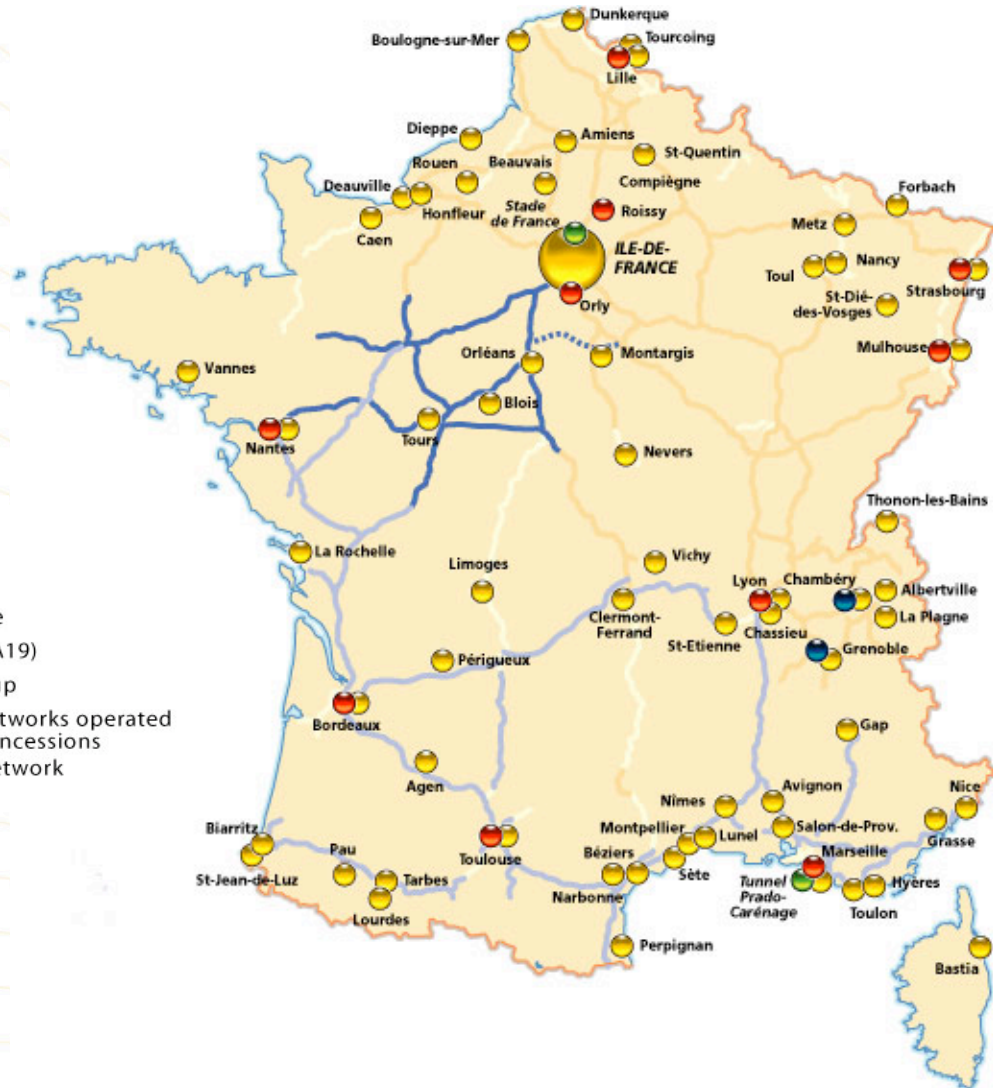 Dunkerque
Boulogne-sur-Mer
Tourcoing
Lille
Dieppe
Amiens
Rouen
Beauvais
St-Quentin
Compiègne
Deauville
Honfleur
Stade
de France
Roissy
Forbach
Caen
Metz
ILE-DE-
FRANCE
Toul
Nancy
Strasbourg
Orly
St-Dié-
des-Vosges
Orléans
Montargis
Mulhouse
Vannes
Blois
Nantes
Tours
Nevers
Thonon-les-Bains
La Rochelle
Limoges
Vichy
Lyon
Chambéry
Albertville
Clermont-
Ferrand
St-Etienne
Chassieu
La Plagne
Grenoble
Périgueux
Bordeaux
Gap
Agen
Avignon
Nice
Nîmes
Biarritz
Montpellier
Lunel
Salon-de-Prov.
Grasse
Pau
Toulouse
Béziers
Marseille
St-Jean-de-Luz
Tarbes
Narbonne
Sète
Tunnel
Prado-
Carénage
Hyères
Lourdes
Toulon
Perpignan
Bastia
e
A19)
up
tworks operated
ncessions
etwork